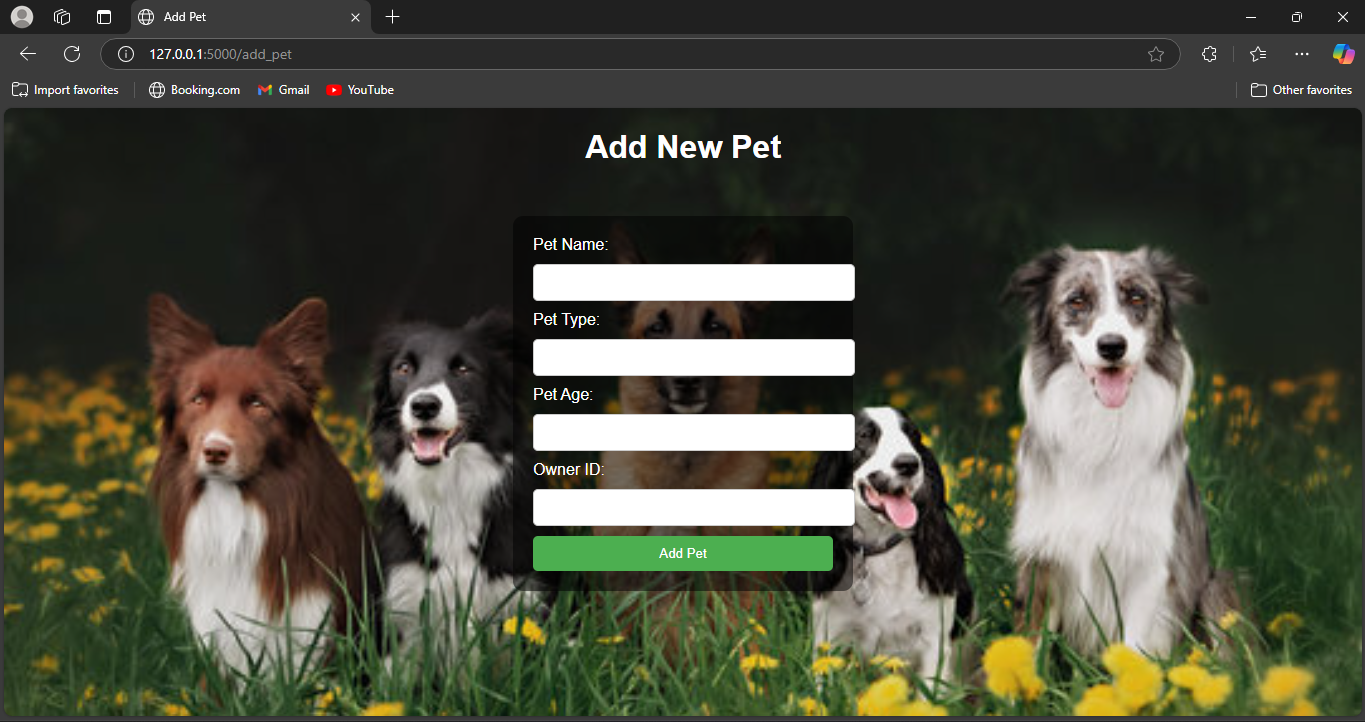 Add Pet
127.0.0.1:5000/add_pet
Import favorites
Booking.com
Gmail
YouTube
Other favorites
Add New Pet
Pet Name:
Pet Type:
Pet Age:
Owner ID:
Add Pet